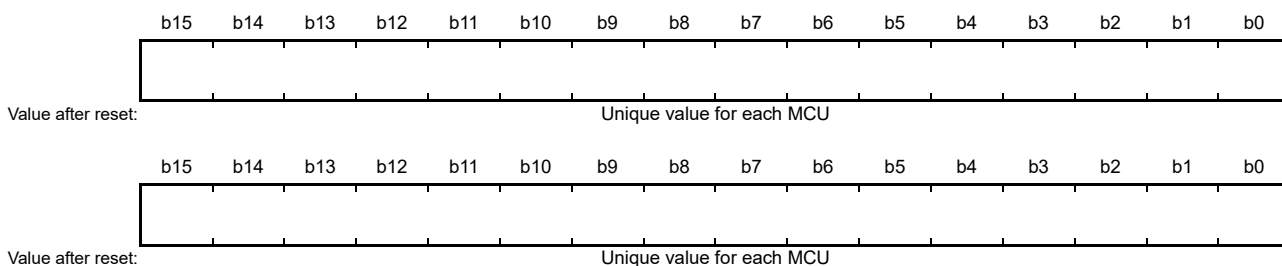 b15 b14 b13 b12 b11 b10 b9 b8 b7 b6 b5 b4 b3 b2 b1 b0
Value after reset: Unique value for each MCU
b15 b14 b13 b12 b11 b10 b9 b8 b7 b6 b5 b4 b3 b2 b1 b0
Value after reset: Unique value for each MCU